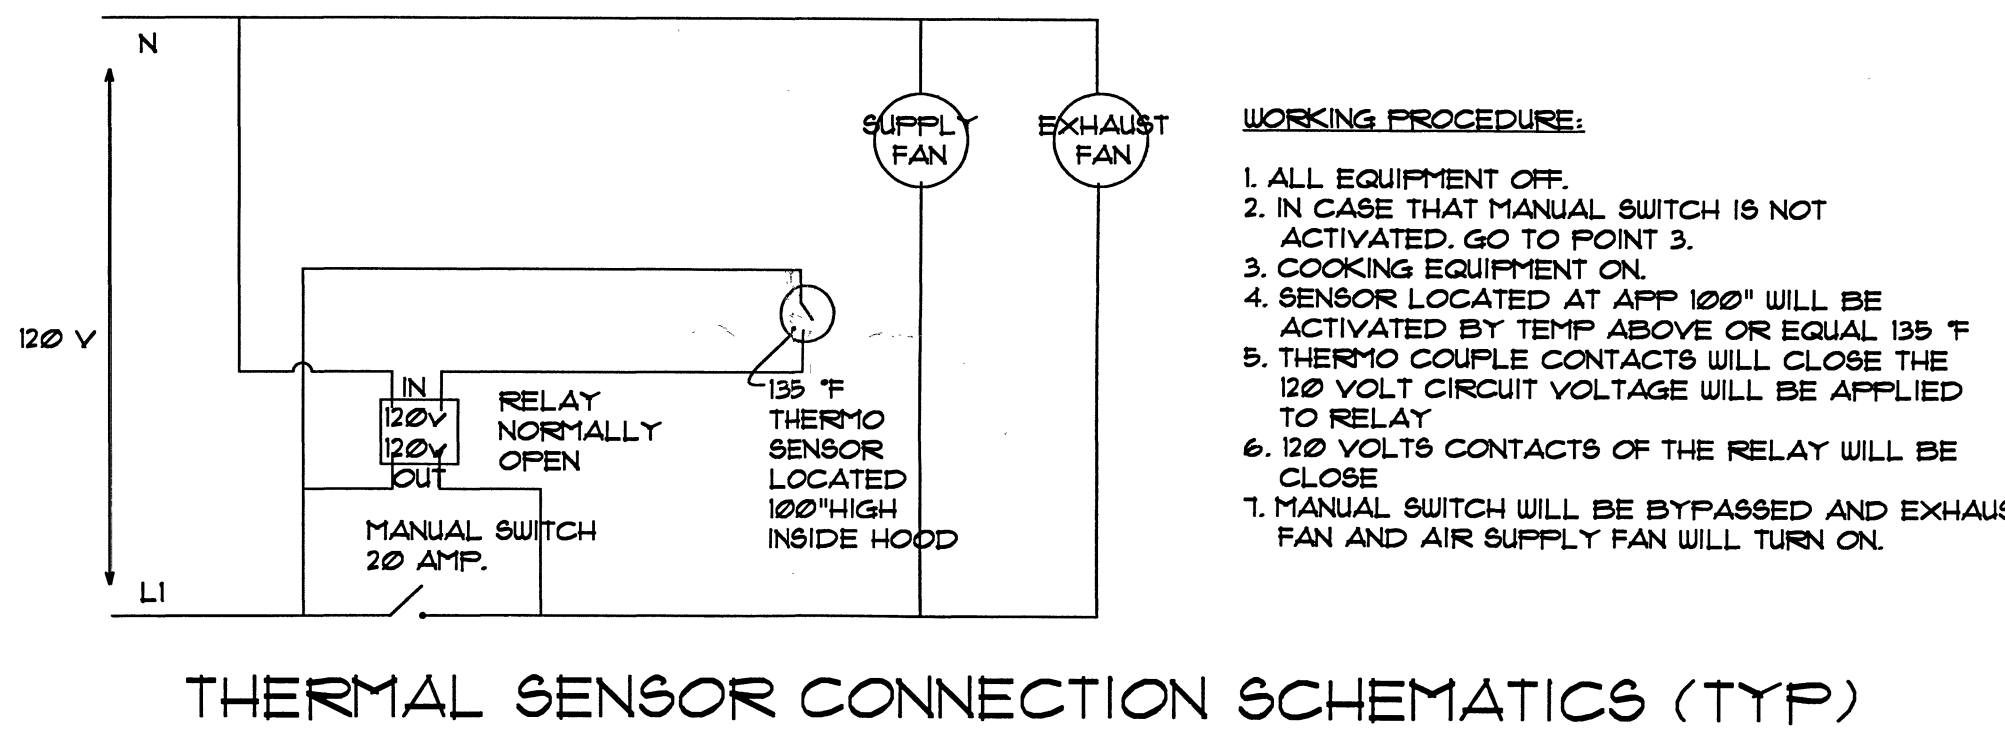 N
120 V
L1
SUPPLY
FAN
EXHAUST
FAN
IN
120V
120V
OUT
RELAY
NORMALLY
OPEN
135 °F
THERMO
SENSOR
LOCATED
100"HIGH
INSIDE HOOD
MANUAL SWITCH
20 AMP.
WORKING PROCEDURE:
1. ALL EQUIPMENT OFF.
2. IN CASE THAT MANUAL SWITCH IS NOT
ACTIVATED. GO TO POINT 3.
3. COOKING EQUIPMENT ON.
4. SENSOR LOCATED AT APP 100" WILL BE
ACTIVATED BY TEMP ABOVE OR EQUAL 135 °F
5. THERMO COUPLE CONTACTS WILL CLOSE THE
120 VOLT CIRCUIT VOLTAGE WILL BE APPLIED
TO RELAY
6. 120 VOLTS CONTACTS OF THE RELAY WILL BE
CLOSE
7. MANUAL SWITCH WILL BE BYPASSED AND EXHAUS
FAN AND AIR SUPPLY FAN WILL TURN ON.
THERMAL SENSOR CONNECTION SCHEMATICS (TYP)